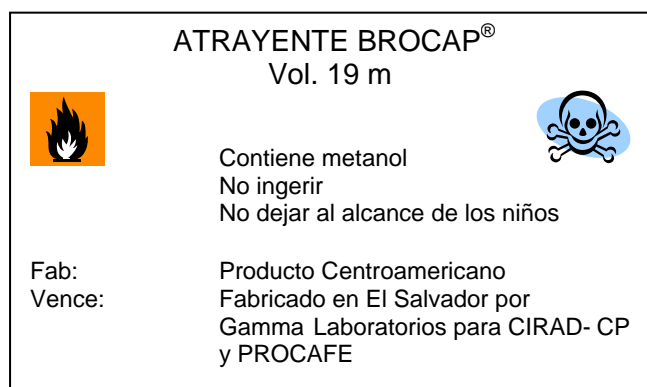 ATRAYENTE BROCAP®
Vol. 19 m
Contiene metanol
No ingerir
No dejar al alcance de los niños
Fab: Producto Centroamericano
Vence: Fabricado en El Salvador por
Gamma Laboratorios para CIRAD- CP
y PROCAFE